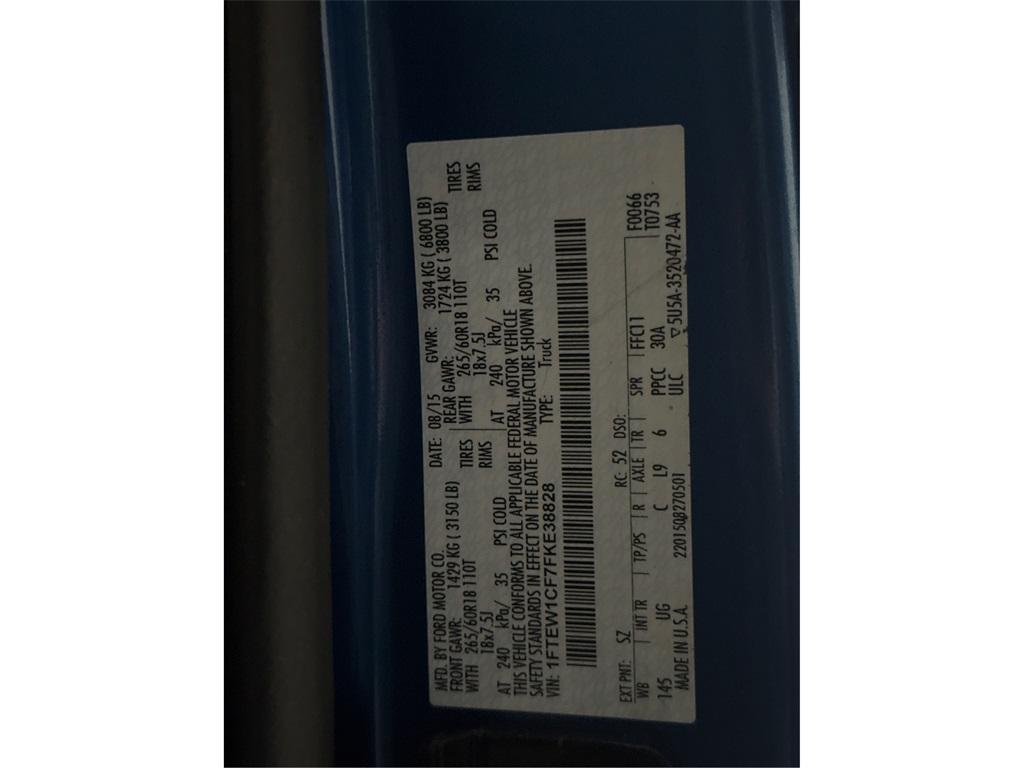 MFD. BY FORD MOTOR CO. DATE: 08/15 GVWR: 3084 KG ( 6800 LB)
FRONT GAWR: 1429 KG ( 3150 LB) REAR GAWR: 1724 KG ( 3800 LB)
WITH 265/60R18 110T TIRES WITH 265/60R18 110T TIRES
18x7.5J RIMS 18x7.5J RIMS
AT 240 kPa/ 35 PSI COLD AT 240 kPa/ 35 PSI COLD
THIS VEHICLE CONFORMS TO ALL APPLICABLE FEDERAL MOTOR VEHICLE
SAFETY STANDARDS IN EFFECT ON THE DATE OF MANUFACTURE SHOWN ABOVE.
VIN: 1FTEW1CF7FKE38828 TYPE: Truck
EXT PNT: SZ RC: 52 DSO: F0066
WB INT TR TP/PS R AXLE TR SPR FFC11 T0753
145 UG C L9 6 PPCC 30A
MADE IN U.S.A. 2201508270501 ULC ▽5U5A-3520472-AA